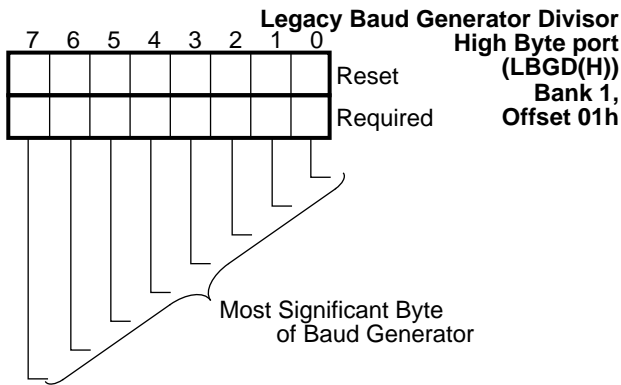 Legacy Baud Generator Divisor
High Byte port
(LBGD(H))
Bank 1,
Offset 01h
7 6 5 4 3 2 1 0
Reset
Required
Most Significant Byte
of Baud Generator